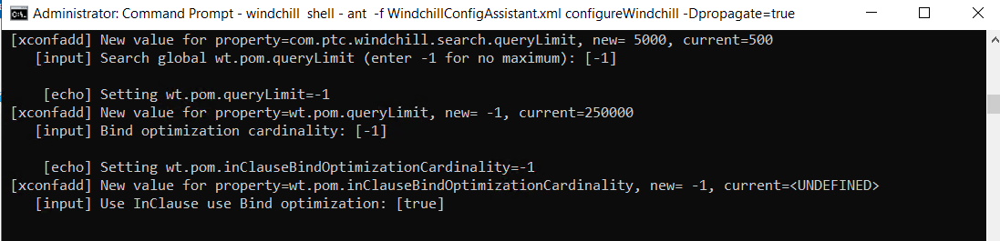 Administrator: Command Prompt - windchill  shell - ant  -f WindchillConfigAssistant.xml configureWindchill -Dpropagate=true
[xconfadd] New value for property=com.ptc.windchill.search.queryLimit, new= 5000, current=500
[input] Search global wt.pom.queryLimit (enter -1 for no maximum): [-1]
[echo] Setting wt.pom.queryLimit=-1
[xconfadd] New value for property=wt.pom.queryLimit, new= -1, current=250000
[input] Bind optimization cardinality: [-1]
[echo] Setting wt.pom.inClauseBindOptimizationCardinality=-1
[xconfadd] New value for property=wt.pom.inClauseBindOptimizationCardinality, new= -1, current=<UNDEFINED>
[input] Use InClause use Bind optimization: [true]